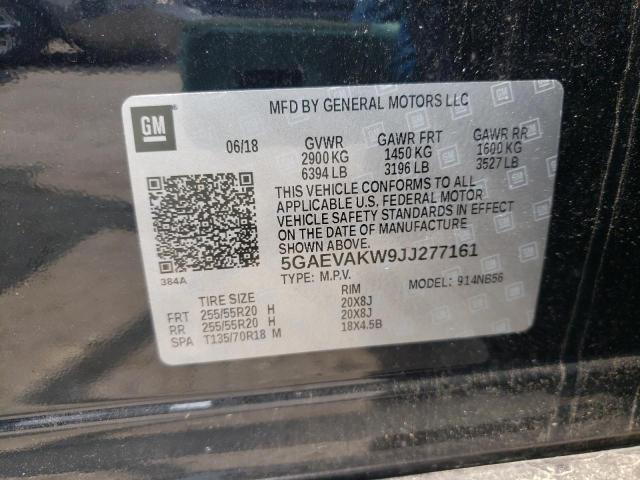 MFD BY GENERAL MOTORS LLC
GM
06/18 GVWR GAWR FRT GAWR RR
2900 KG 1450 KG 1600 KG
6394 LB 3196 LB 3527 LB
THIS VEHICLE CONFORMS TO ALL
APPLICABLE U.S. FEDERAL MOTOR
VEHICLE SAFETY STANDARDS IN EFFECT
ON THE DATE OF MANUFACTURE
SHOWN ABOVE.
384A
5GAEVAKW9JJ277161
TYPE: M.P.V. MODEL: 914NB56
TIRE SIZE RIM
FRT 255/55R20 H 20X8J
RR 255/55R20 H 20X8J
SPA T135/70R18 M 18X4.5B